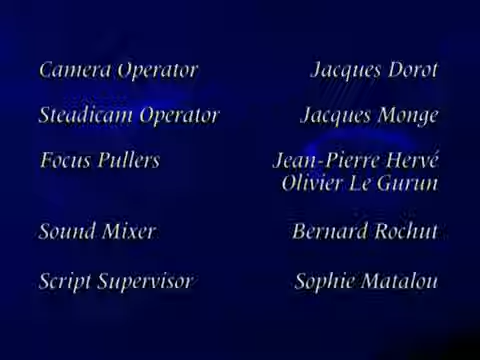 Camera Operator Jacques Dorot
Steadicam Operator Jacques Monge
Focus Pullers Jean-Pierre Hervé
Olivier Le Gurun
Sound Mixer Bernard Rochut
Script Supervisor Sophie Matalou